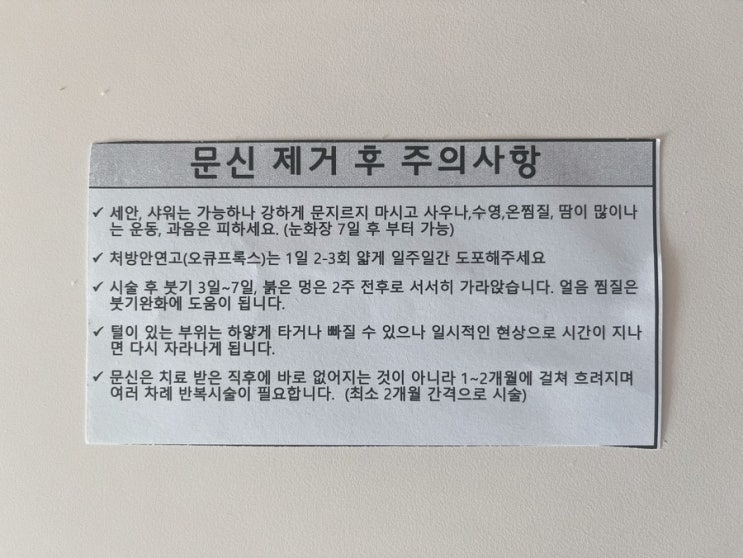 문신 제거 후 주의사항
✓ 세안, 샤워는 가능하나 강하게 문지르지 마시고 사우나,수영,온찜질, 땀이 많이나
는 운동, 과음은 피하세요. (눈화장 7일 후 부터 가능)
✓ 처방안연고(오큐프록스)는 1일 2-3회 얇게 일주일간 도포해주세요
✓ 시술 후 붓기 3일~7일, 붉은 멍은 2주 전후로 서서히 가라앉습니다. 얼음 찜질은
붓기완화에 도움이 됩니다.
✓ 털이 있는 부위는 하얗게 타거나 빠질 수 있으나 일시적인 현상으로 시간이 지나
면 다시 자라나게 됩니다.
✓ 문신은 치료 받은 직후에 바로 없어지는 것이 아니라 1~2개월에 걸쳐 흐려지며
여러 차례 반복시술이 필요합니다. (최소 2개월 간격으로 시술)